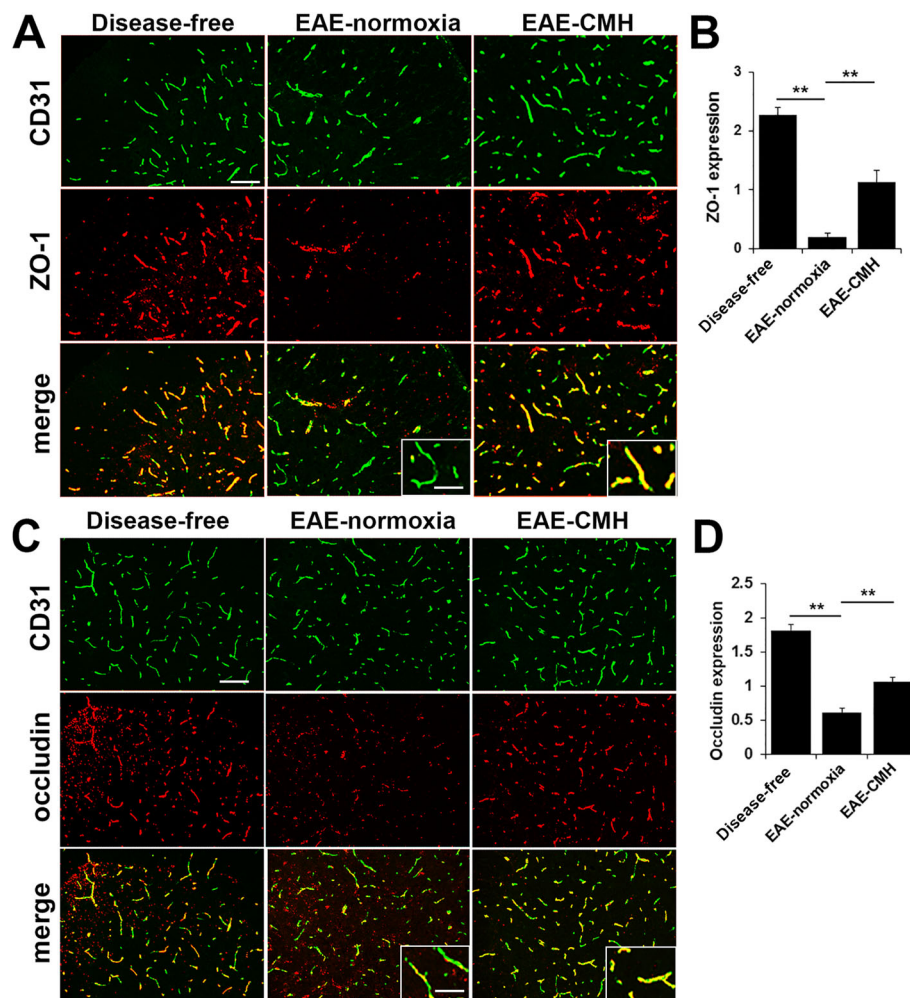 A
Disease-free EAE-normoxia EAE-CMH
CD31
ZO-1
merge
B
3
2
1
0
ZO-1 expression
**
**
Disease-free
EAE-normoxia
EAE-CMH
C
Disease-free EAE-normoxia EAE-CMH
CD31
occludin
merge
D
2.5
2
1.5
1
0.5
0
Occludin expression
**
**
Disease-free
EAE-normoxia
EAE-CMH